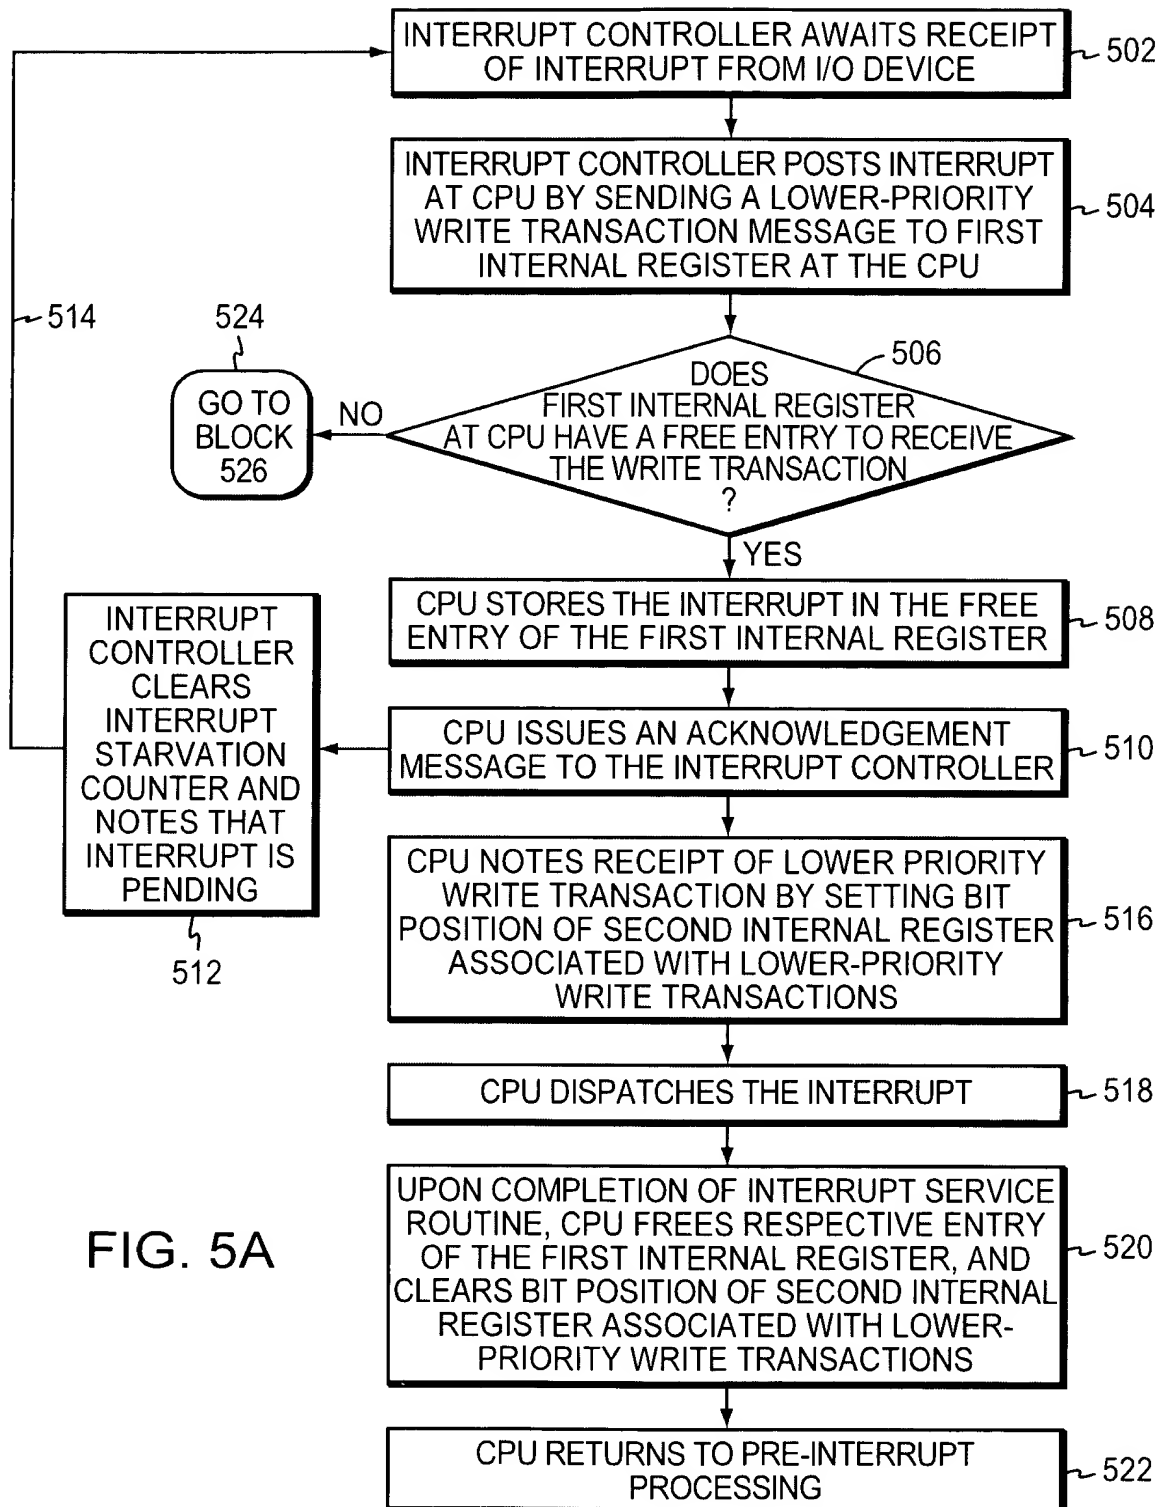 INTERRUPT CONTROLLER AWAITS RECEIPT
OF INTERRUPT FROM I/O DEVICE
502
INTERRUPT CONTROLLER POSTS INTERRUPT
AT CPU BY SENDING A LOWER-PRIORITY
WRITE TRANSACTION MESSAGE TO FIRST
INTERNAL REGISTER AT THE CPU
504
514
524
GO TO
BLOCK
526
NO
506
DOES
FIRST INTERNAL REGISTER
AT CPU HAVE A FREE ENTRY TO RECEIVE
THE WRITE TRANSACTION
?
YES
CPU STORES THE INTERRUPT IN THE FREE
ENTRY OF THE FIRST INTERNAL REGISTER
508
INTERRUPT
CONTROLLER
CLEARS
INTERRUPT
STARVATION
COUNTER AND
NOTES THAT
INTERRUPT IS
PENDING
512
CPU ISSUES AN ACKNOWLEDGEMENT
MESSAGE TO THE INTERRUPT CONTROLLER
510
CPU NOTES RECEIPT OF LOWER PRIORITY
WRITE TRANSACTION BY SETTING BIT
POSITION OF SECOND INTERNAL REGISTER
ASSOCIATED WITH LOWER-PRIORITY
WRITE TRANSACTIONS
516
CPU DISPATCHES THE INTERRUPT
518
UPON COMPLETION OF INTERRUPT SERVICE
ROUTINE, CPU FREES RESPECTIVE ENTRY
OF THE FIRST INTERNAL REGISTER, AND
CLEARS BIT POSITION OF SECOND INTERNAL
REGISTER ASSOCIATED WITH LOWER-
PRIORITY WRITE TRANSACTIONS
520
FIG. 5A
CPU RETURNS TO PRE-INTERRUPT
PROCESSING
522